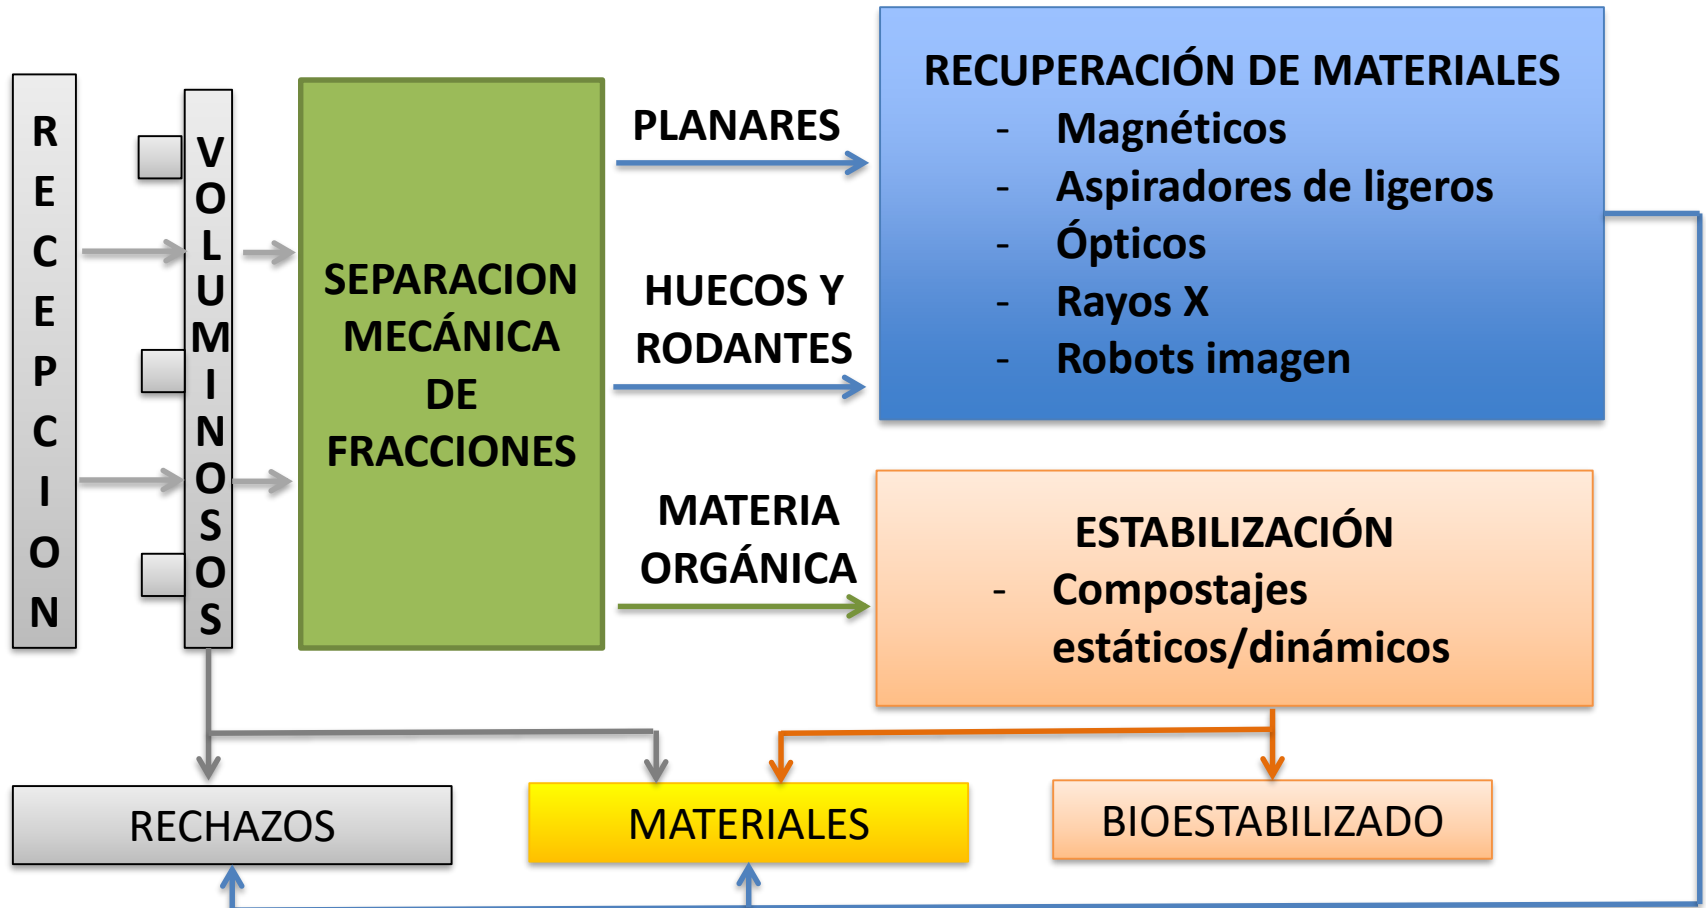 RECEPCION
VOLUMINOSOS
SEPARACION
MECÁNICA
DE
FRACCIONES
PLANARES
HUECOS Y
RODANTES
MATERIA
ORGÁNICA
RECUPERACIÓN DE MATERIALES
- Magnéticos
- Aspiradores de ligeros
- Ópticos
- Rayos X
- Robots imagen
ESTABILIZACIÓN
- Compostajes
estáticos/dinámicos
RECHAZOS
MATERIALES
BIOESTABILIZADO